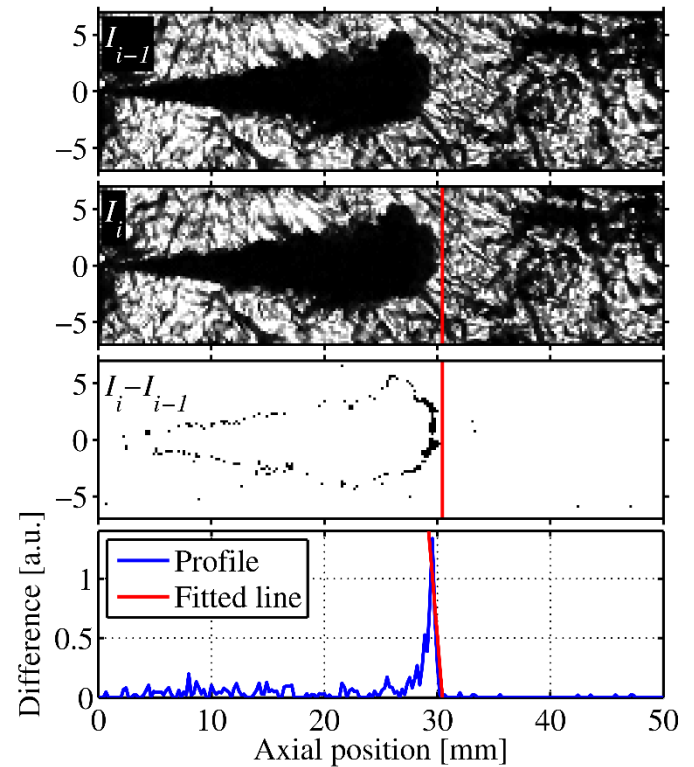 5
0
−5
I_{i−1}
5
0
−5
I_i
5
0
−5
I_i−I_{i−1}
1
0.5
0
Difference [a.u.]
Profile
Fitted line
0 10 20 30 40 50
Axial position [mm]